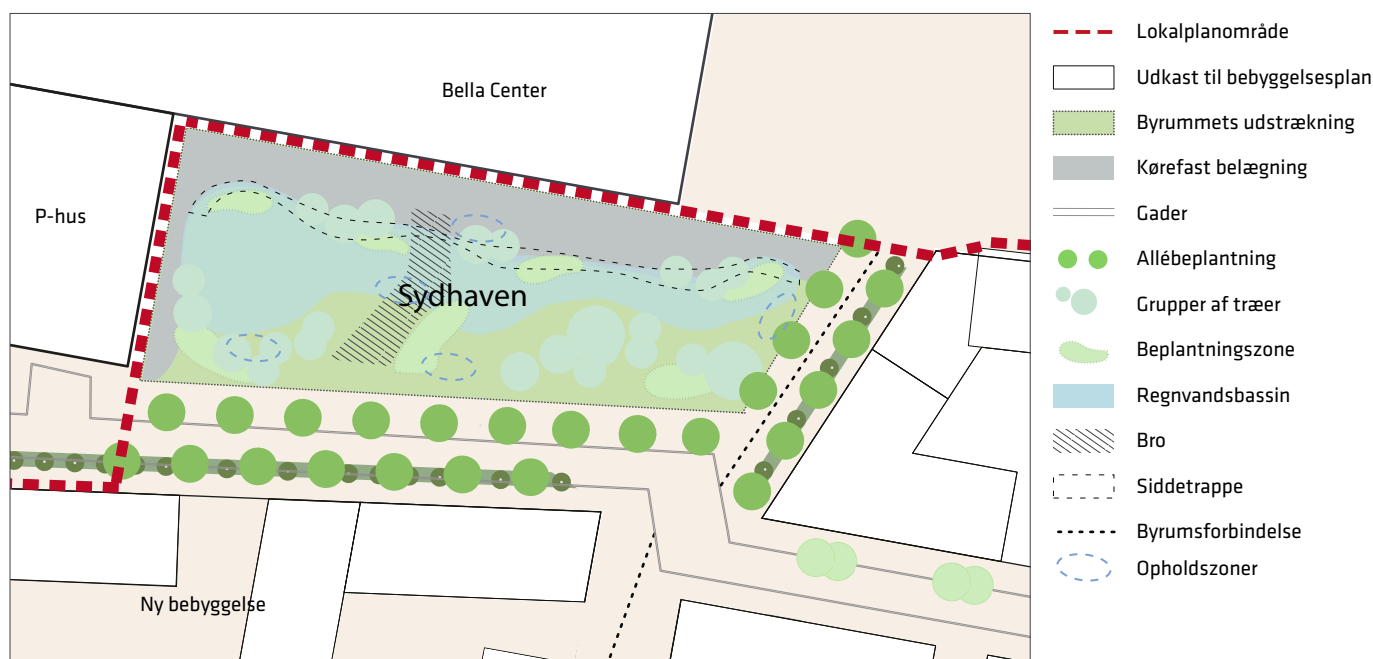 Bella Center
P-hus
Sydhaven
Ny bebyggelse
Lokalplanområde
Udkast til bebyggelsesplan
Byrummets udstrækning
Kørefast belægning
Gader
Allébeplantning
Grupper af træer
Beplantningszone
Regnvandsbassin
Bro
Siddetrappe
Byrumsforbindelse
Opholdszoner